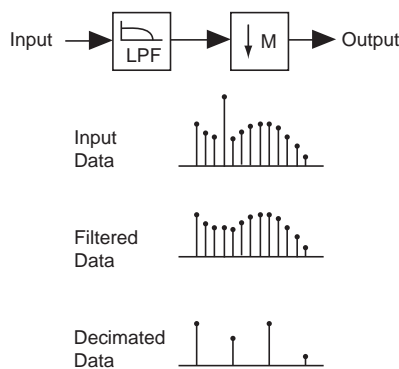 Input
LPF
M
Output
Input
Data
Filtered
Data
Decimated
Data